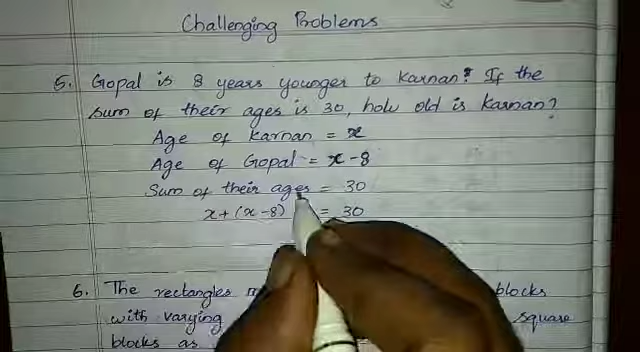 Challenging Problems
5. Gopal is 8 years younger to Karnan. If the
sum of their ages is 30, how old is Karnan?
Age of Karnan = x
Age of Gopal = x - 8
Sum of their ages = 30
x + (x - 8) = 30
6. The rectangles blocks
with varying square
blocks as